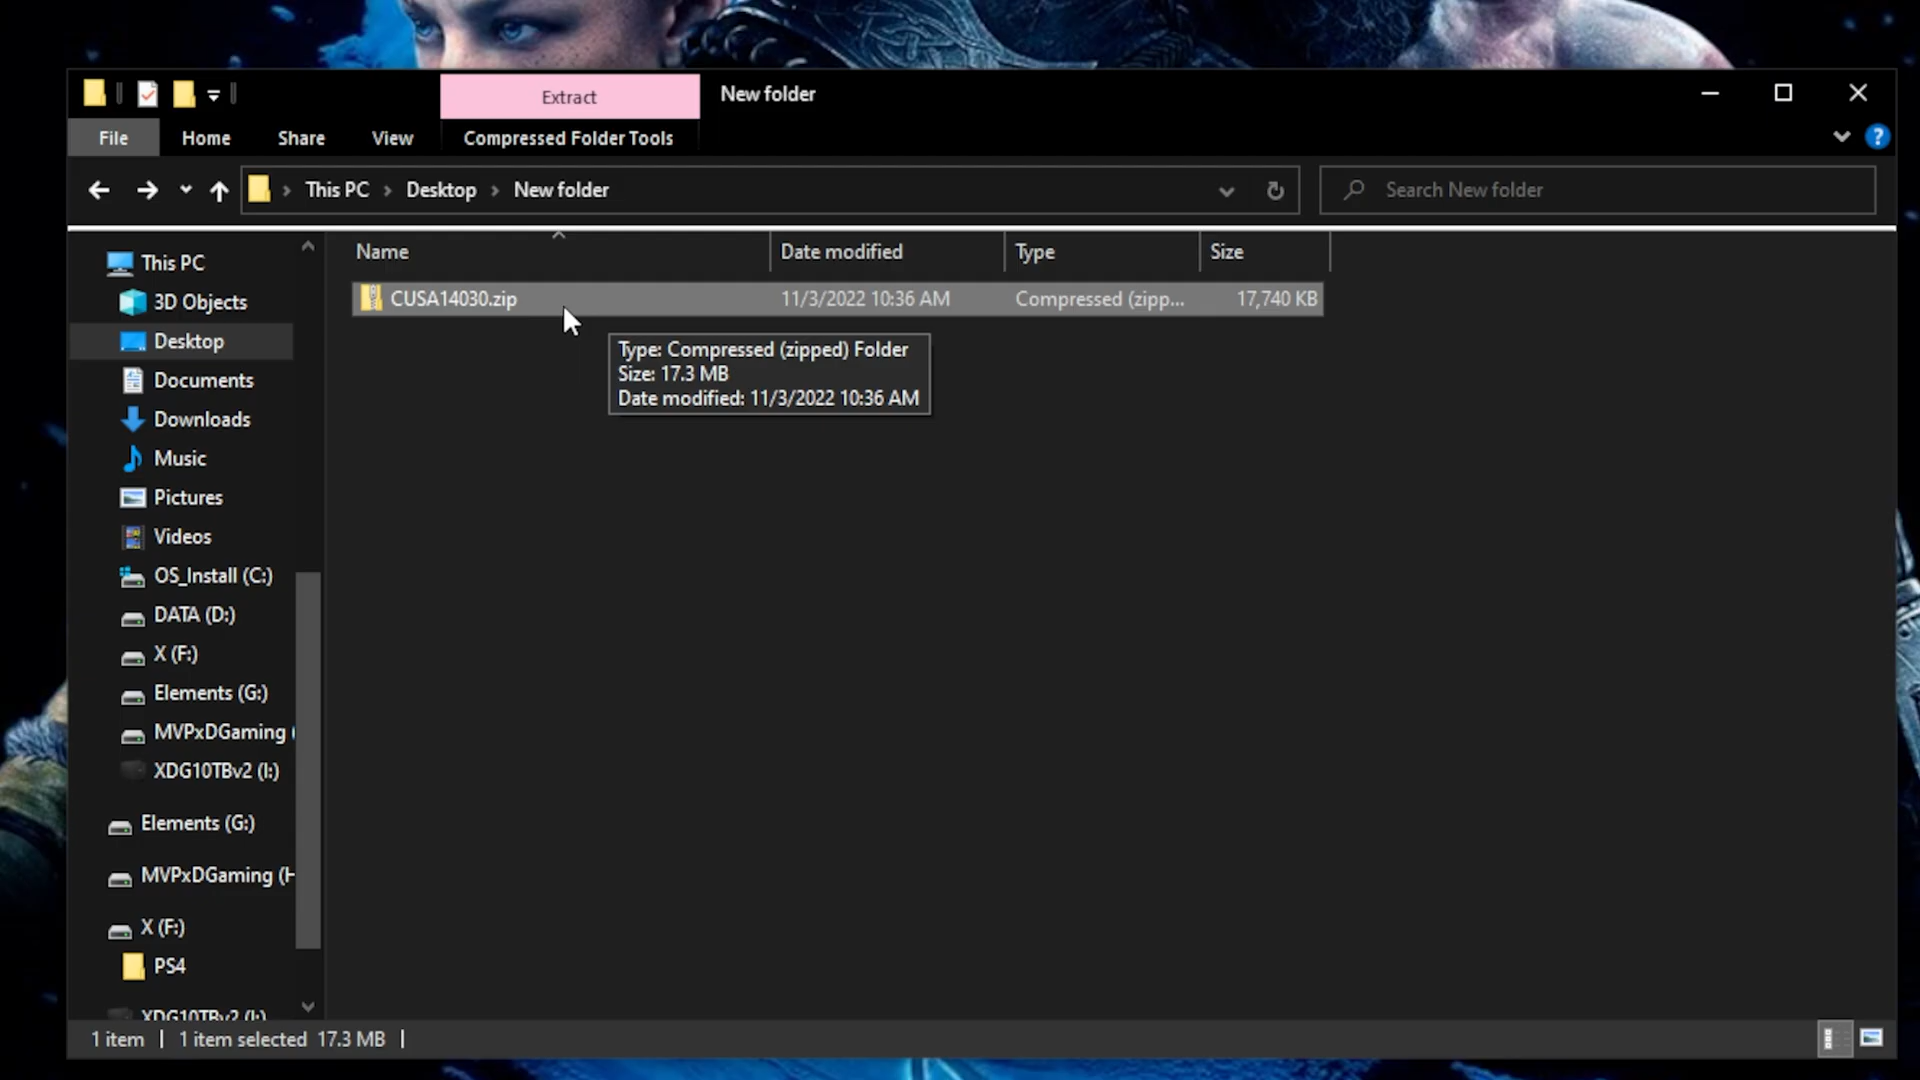 Extract
New folder
File
Home
Share
View
Compressed Folder Tools
This PC
Desktop
New folder
Search New folder
Name
Date modified
Type
Size
CUSA14030.zip
11/3/2022 10:36 AM
Compressed (zipp...
17,740 KB
Type: Compressed (zipped) Folder
Size: 17.3 MB
Date modified: 11/3/2022 10:36 AM
This PC
3D Objects
Desktop
Documents
Downloads
Music
Pictures
Videos
OS_Install (C:)
DATA (D:)
X (F:)
Elements (G:)
MVPxDGaming (
XDG10TBv2 (I:)
Elements (G:)
MVPxDGaming (H
X (F:)
PS4
XDG10TBv2 (I:)
1 item
1 item selected 17.3 MB